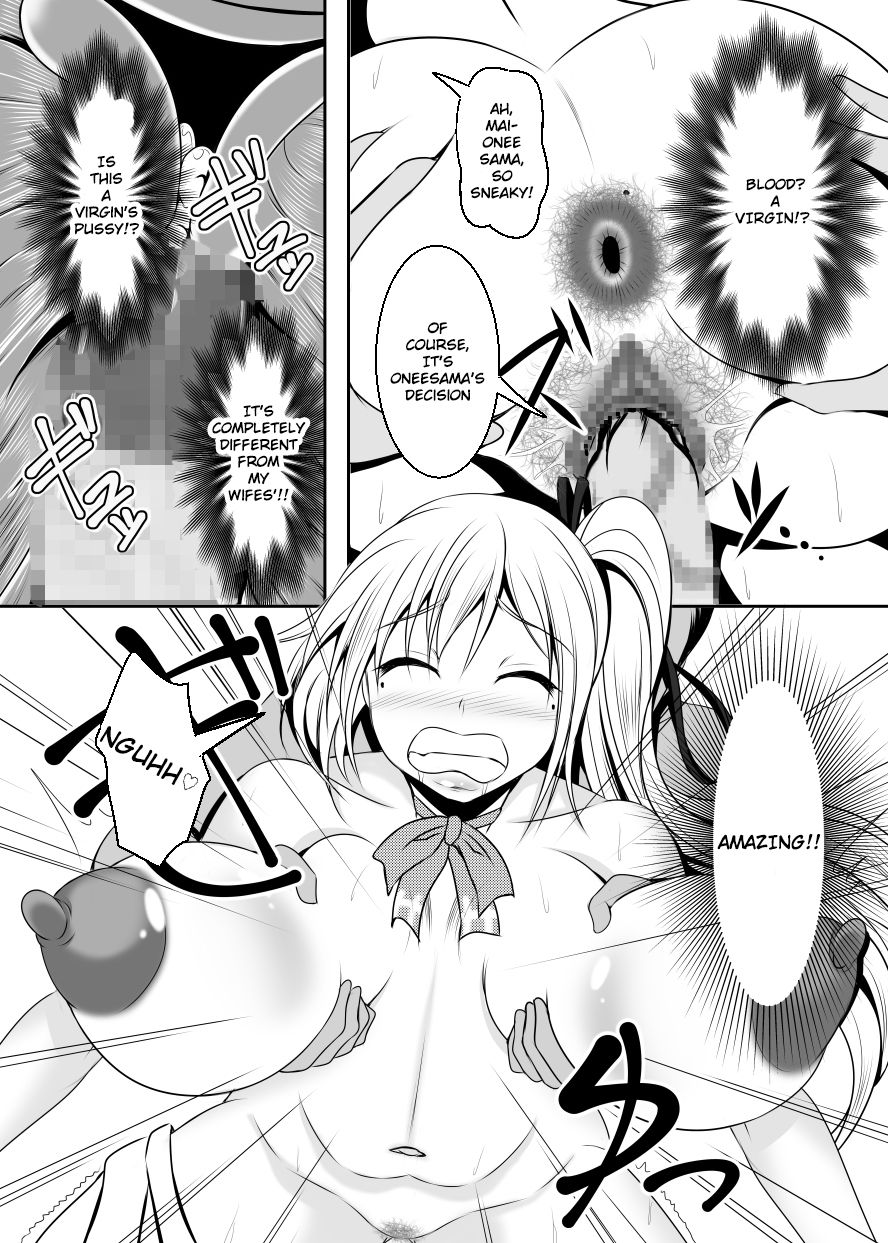 BLOOD?
A
VIRGIN!?
AH,
MAI-
ONEE
SAMA,
SO
SNEAKY!
OF
COURSE,
IT'S
ONEESAMA'S
DECISION
IS
THIS
A
VIRGIN'S
PUSSY!?
IT'S
COMPLETELY
DIFFERENT
FROM
MY
WIFES'!!
AMAZING!!
NGUHH♡